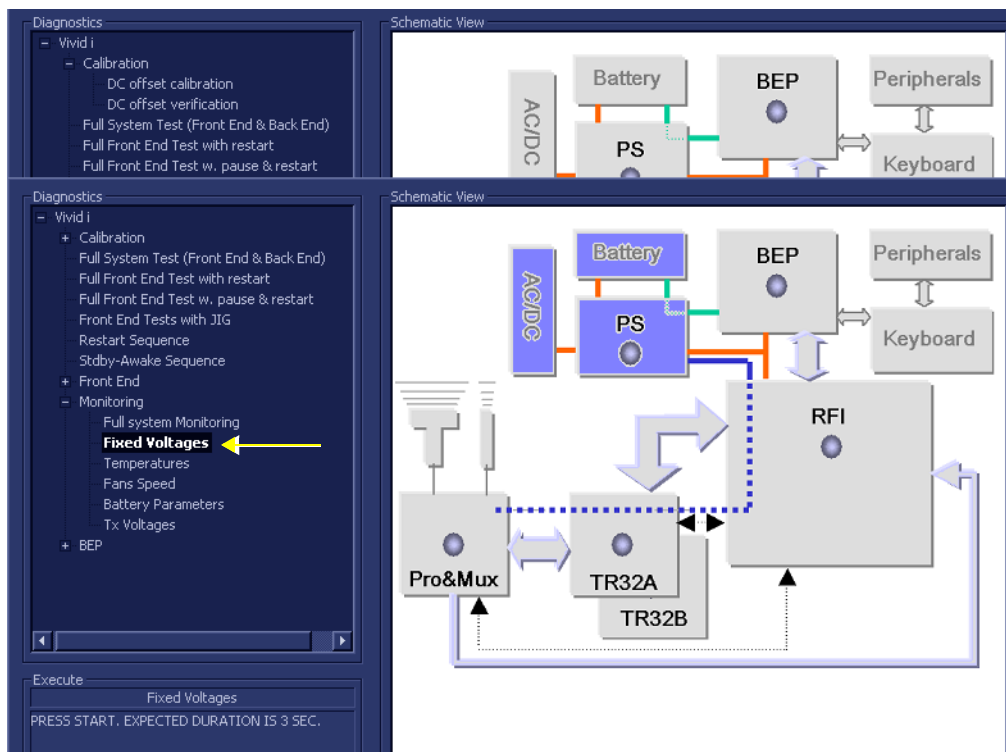 Diagnostics
Vivid i
Calibration
DC offset calibration
DC offset verification
Full System Test (Front End & Back End)
Full Front End Test with restart
Full Front End Test w. pause & restart
Schematic View
Battery
BEP
Peripherals
AC/DC
PS
Keyboard
Diagnostics
Vivid i
Calibration
Full System Test (Front End & Back End)
Full Front End Test with restart
Full Front End Test w. pause & restart
Front End Tests with JIG
Restart Sequence
Stdby-Awake Sequence
Front End
Monitoring
Full system Monitoring
Fixed Voltages
Temperatures
Fans Speed
Battery Parameters
Tx Voltages
BEP
Schematic View
Battery
BEP
Peripherals
AC/DC
PS
Keyboard
RFI
Pro&Mux
TR32A
TR32B
Execute
Fixed Voltages
PRESS START. EXPECTED DURATION IS 3 SEC.